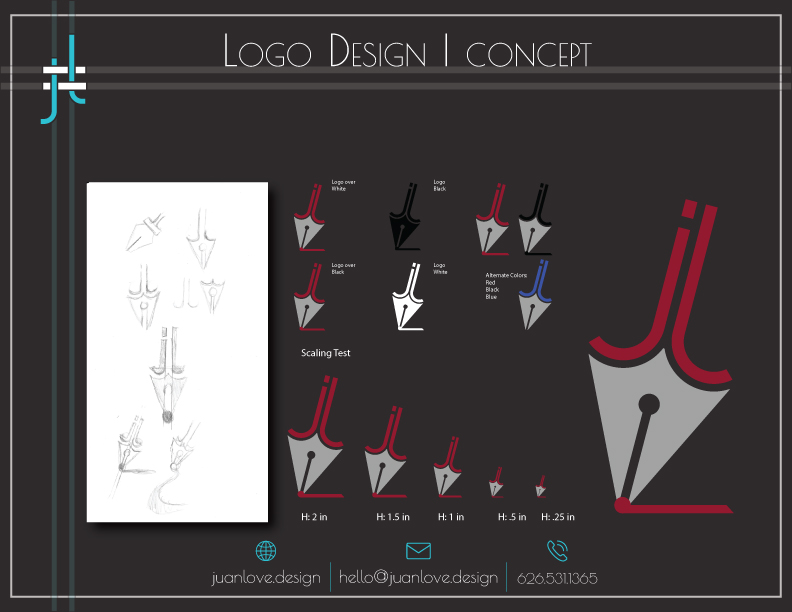 Logo Design | concept
Logo over
White
Logo
Black
Logo over
Black
Logo
White
Alternate Colors:
Red
Black
Blue
Scaling Test
H: 2 in
H: 1.5 in
H: 1 in
H: .5 in
H: .25 in
juanlove.design
hello@juanlove.design
626.531.1365